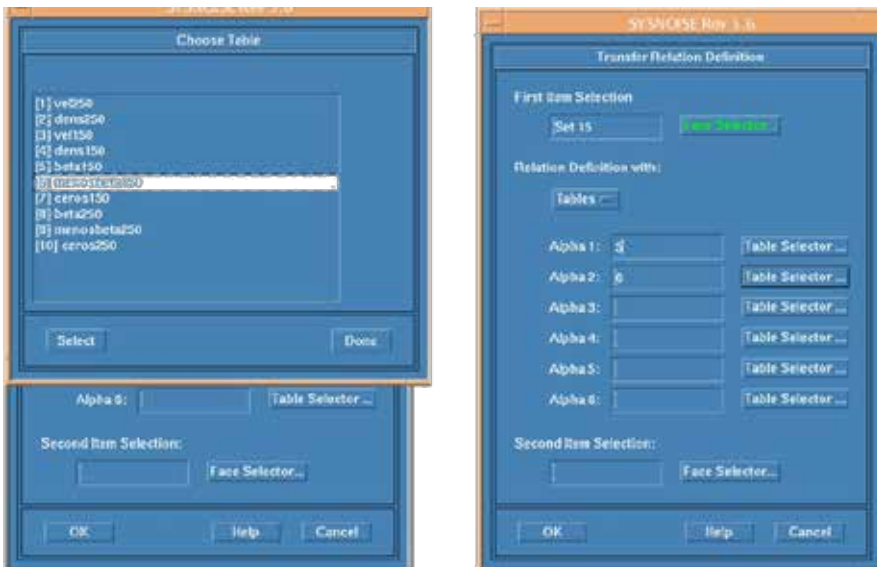 SYSNOISE Rev 5.6
Choose Table
[1] vel250
[2] dens250
[3] vel150
[4] dens150
[5] beta150
[6] menosbeta150
[7] ceros150
[8] beta250
[9] menosbeta250
[10] ceros250
Select Done
Alpha 6: Table Selector ...
Second Item Selection:
Face Selector...
OK Help Cancel
SYSNOISE Rev 5.6
Transfer Relation Definition
First Item Selection
Set 15 Face Selector...
Relation Definition with:
Tables
Alpha 1: 5 Table Selector ...
Alpha 2: 6 Table Selector ...
Alpha 3: Table Selector ...
Alpha 4: Table Selector ...
Alpha 5: Table Selector ...
Alpha 6: Table Selector ...
Second Item Selection:
Face Selector...
OK Help Cancel